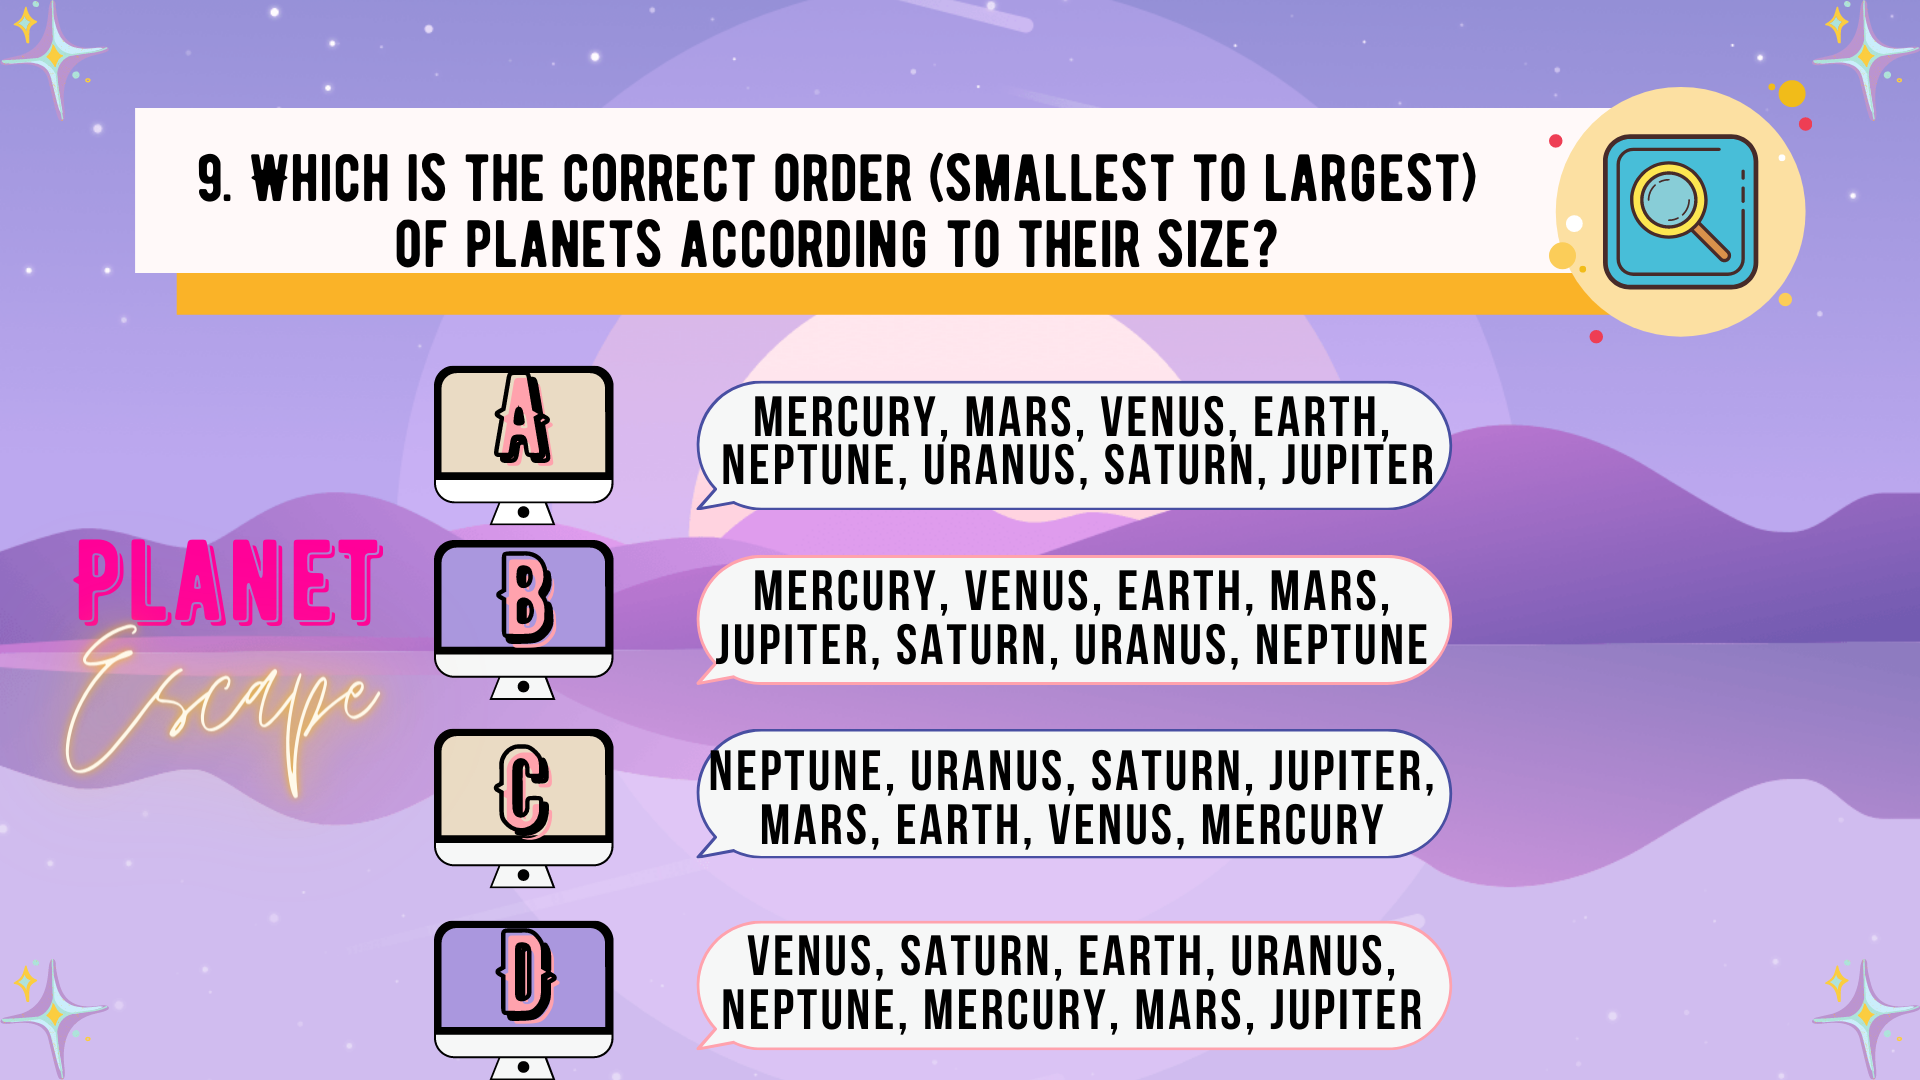 9. WHICH IS THE CORRECT ORDER (SMALLEST TO LARGEST)
OF PLANETS ACCORDING TO THEIR SIZE?
A
MERCURY, MARS, VENUS, EARTH,
NEPTUNE, URANUS, SATURN, JUPITER
PLANET
Escape
B
MERCURY, VENUS, EARTH, MARS,
JUPITER, SATURN, URANUS, NEPTUNE
C
NEPTUNE, URANUS, SATURN, JUPITER,
MARS, EARTH, VENUS, MERCURY
D
VENUS, SATURN, EARTH, URANUS,
NEPTUNE, MERCURY, MARS, JUPITER